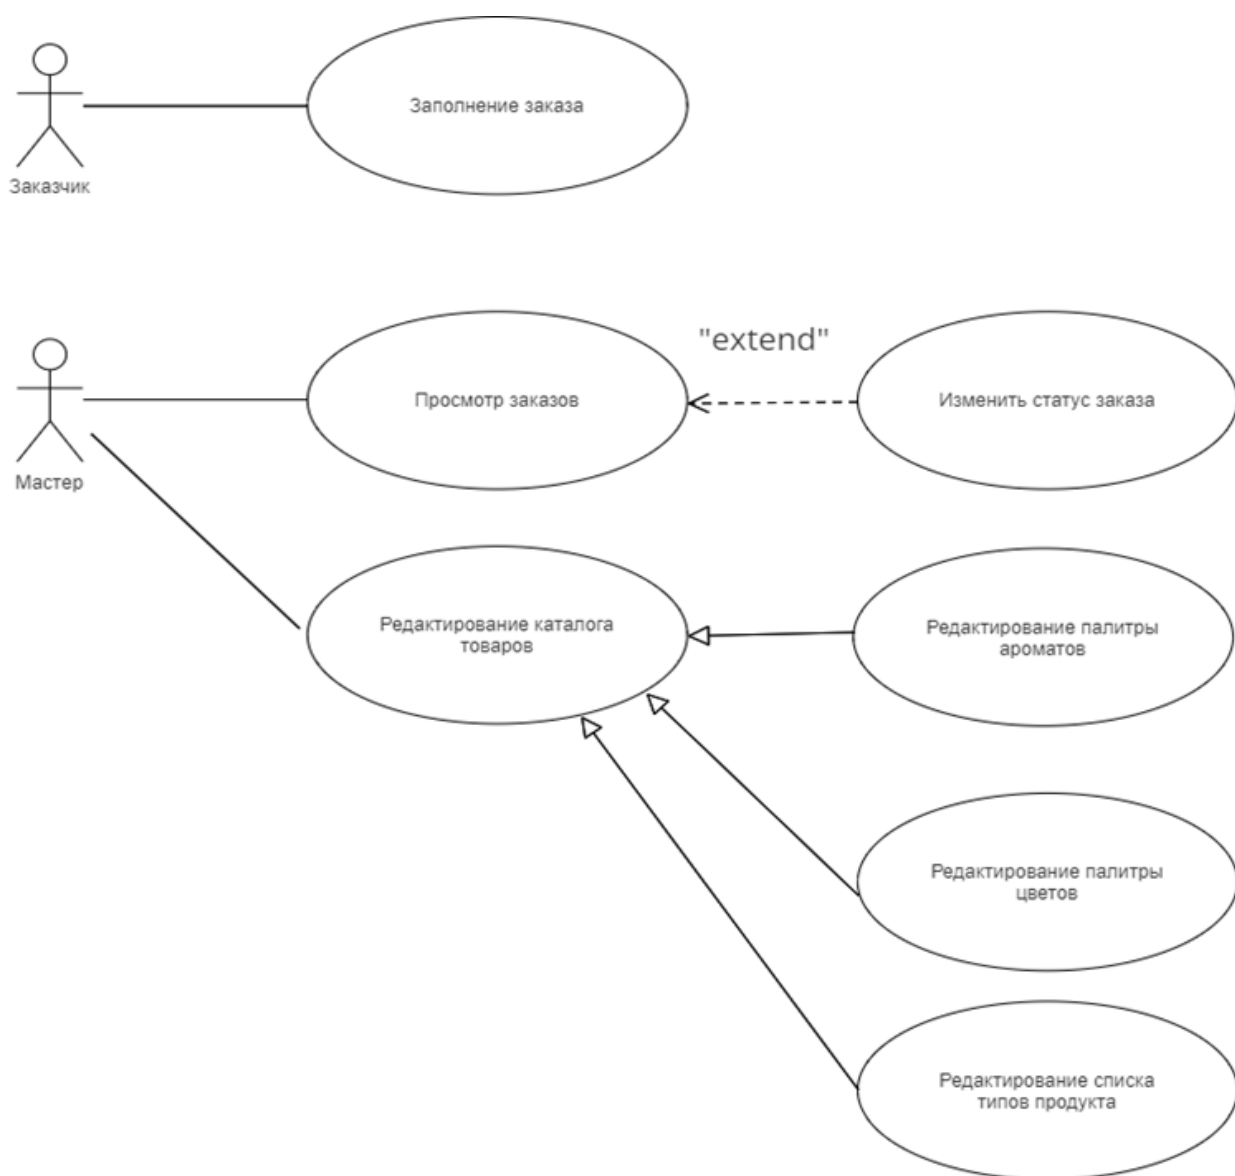 Заполнение заказа
Заказчик
"extend"
Просмотр заказов
Изменить статус заказа
Мастер
Редактирование каталога
товаров
Редактирование палитры
ароматов
Редактирование палитры
цветов
Редактирование списка
типов продукта